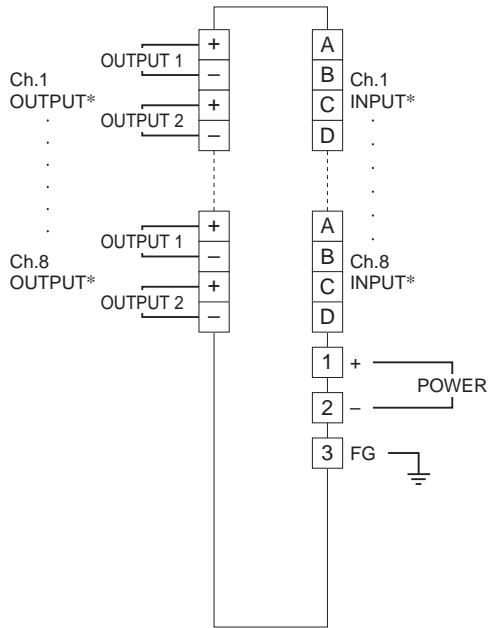 + A
OUTPUT 1
– B
Ch.1 Ch.1
OUTPUT* + C INPUT*
OUTPUT 2
– D
+ A
OUTPUT 1
– B
Ch.8 Ch.8
OUTPUT* + C INPUT*
OUTPUT 2
– D
1 +
POWER
2 –
3 FG